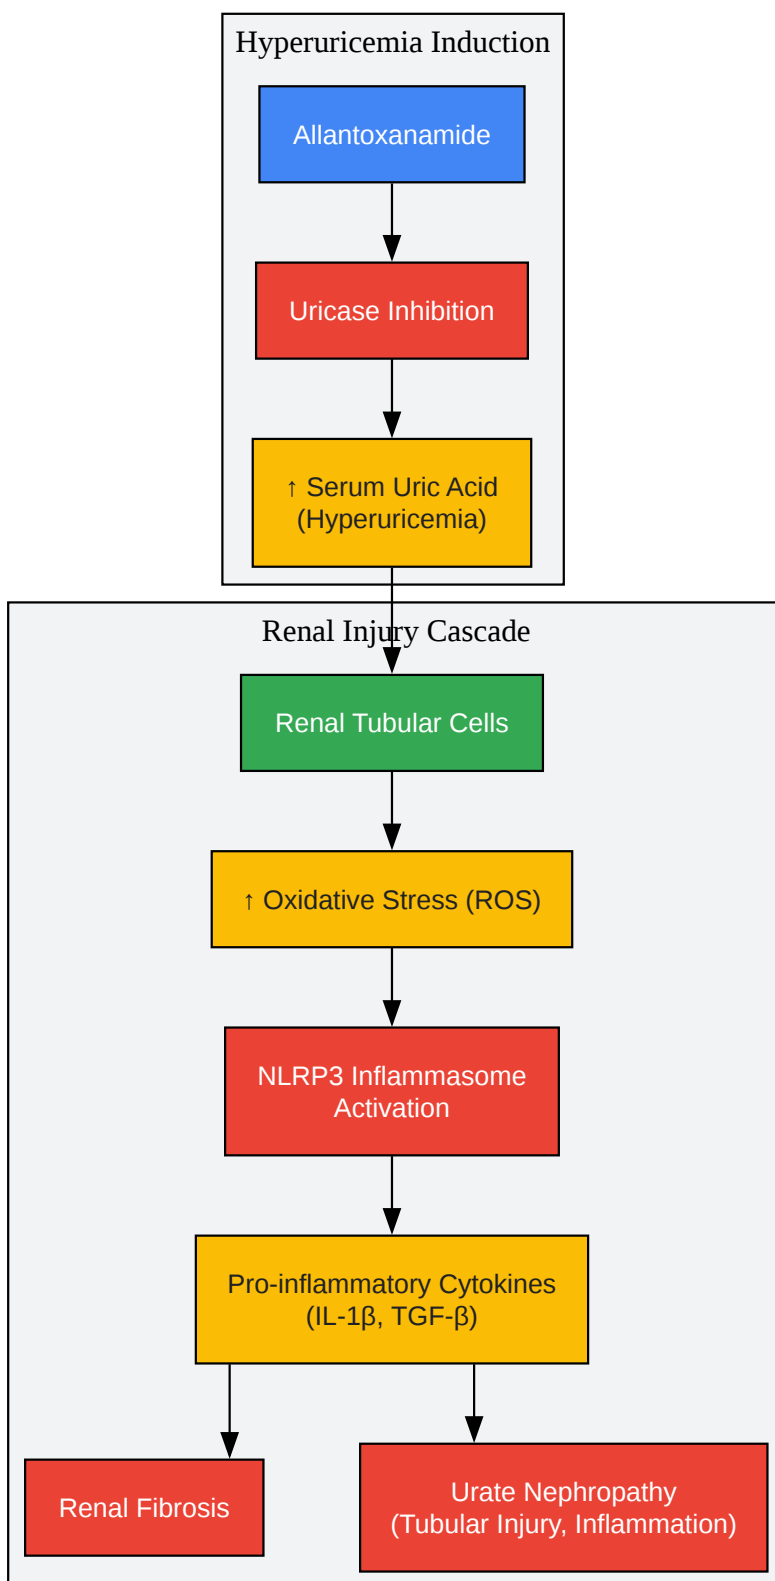 Hyperuricemia Induction
Allantoxanamide
Uricase Inhibition
↑ Serum Uric Acid
(Hyperuricemia)
Renal Injury Cascade
Renal Tubular Cells
↑ Oxidative Stress (ROS)
NLRP3 Inflammasome
Activation
Pro-inflammatory Cytokines
(IL-1β, TGF-β)
Renal Fibrosis
Urate Nephropathy
(Tubular Injury, Inflammation)